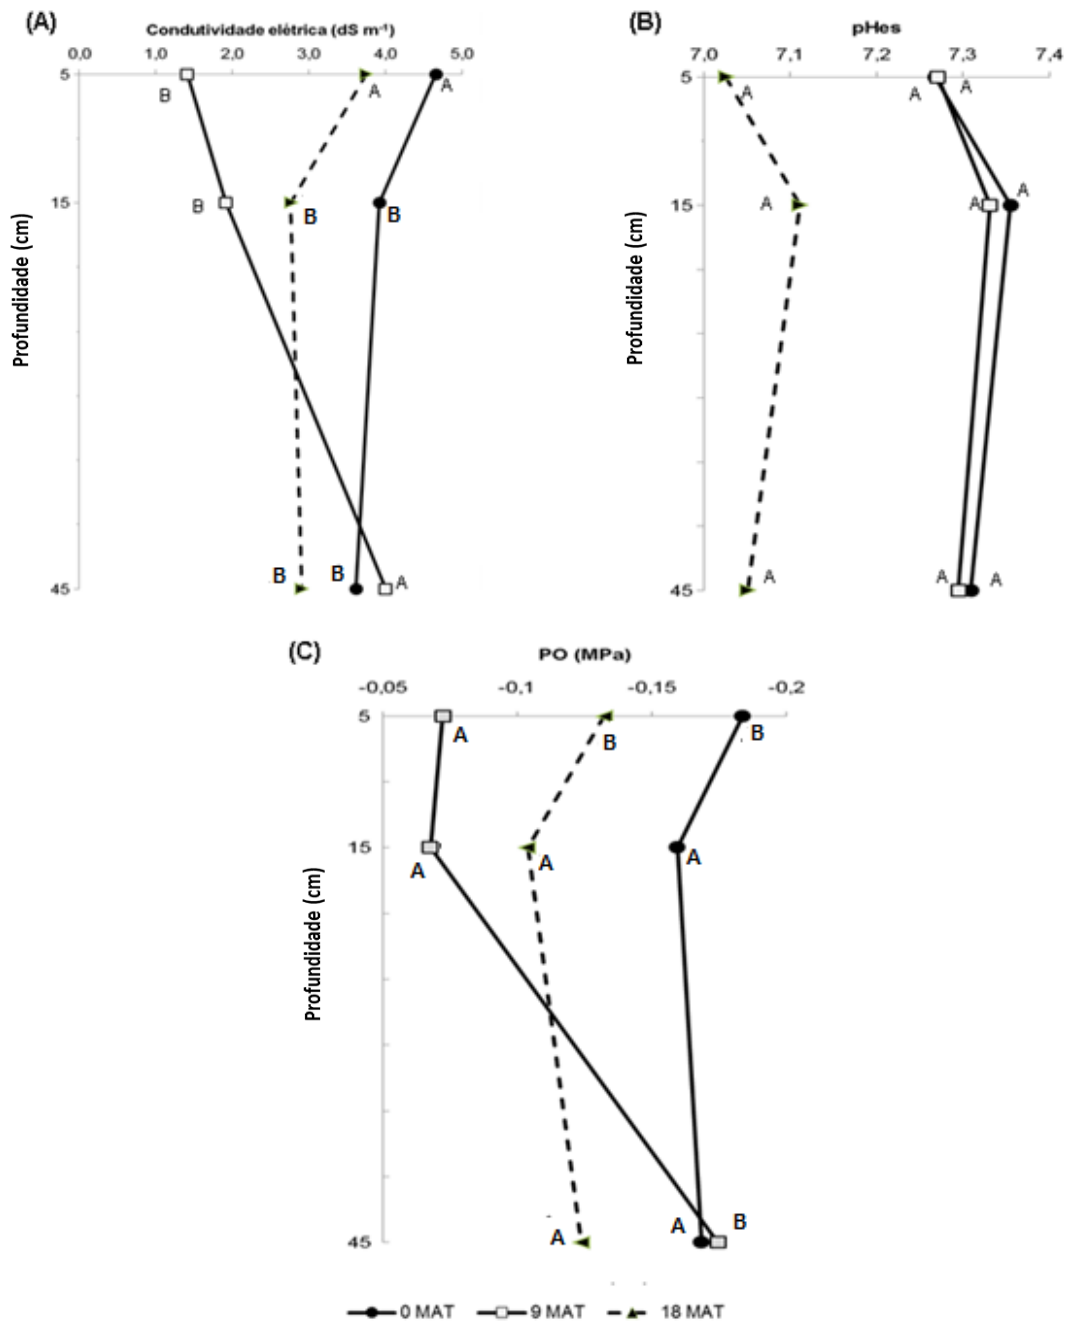 (A)
Condutividade elétrica (dS m⁻¹)
0,0 1,0 2,0 3,0 4,0 5,0
5
B A A
15
B B B
45
B B A
Profundidade (cm)
(B)
pHes
7,0 7,1 7,2 7,3 7,4
5
A A A
15
A A A
45
A A A
Profundidade (cm)
(C)
PO (MPa)
-0,05 -0,1 -0,15 -0,2
5
A B B
15
A A A
45
A A B
Profundidade (cm)
0 MAT 9 MAT 18 MAT